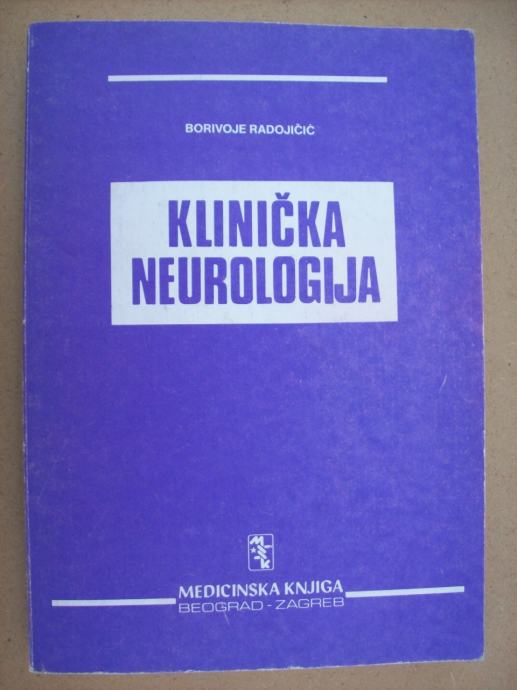 BORIVOJE RADOJIČIĆ
KLINIČKA
NEUROLOGIJA
MEDICINSKA KNJIGA
BEOGRAD - ZAGREB